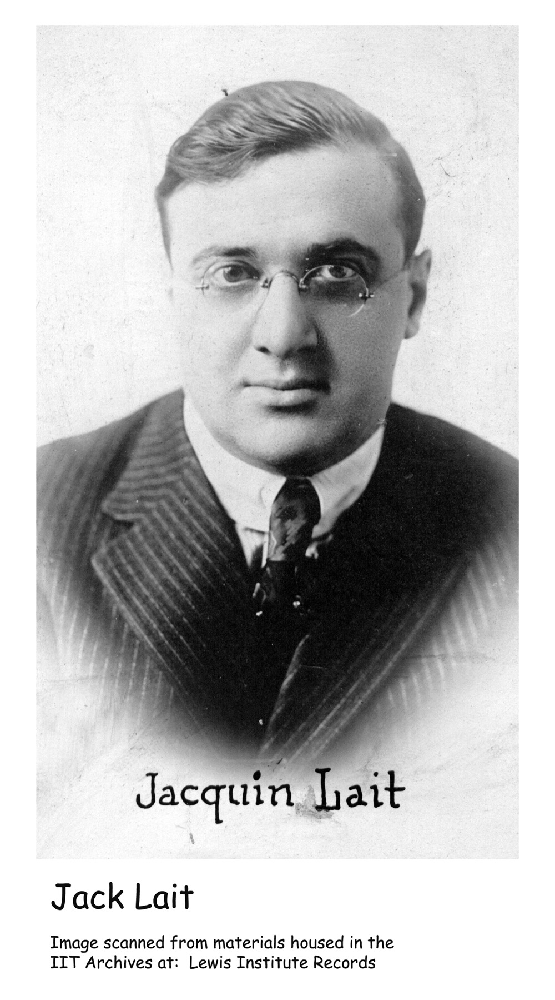 Jacquin Lait
Jack Lait
Image scanned from materials housed in the
IIT Archives at:  Lewis Institute Records